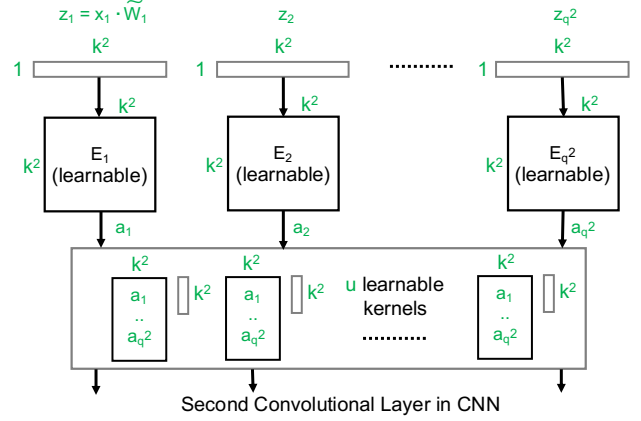 z₁ = x₁ · W̃₁ z₂ z_q²
k² k² k²
1 1 ........... 1
k² k² k²
k² E₁ k² E₂ k² E_q²
(learnable) (learnable) (learnable)
a₁ a₂ a_q²
k² k² k²
a₁ k² a₁ k² u learnable a₁ k²
.. .. kernels ..
a_q² a_q² ........... a_q²
Second Convolutional Layer in CNN